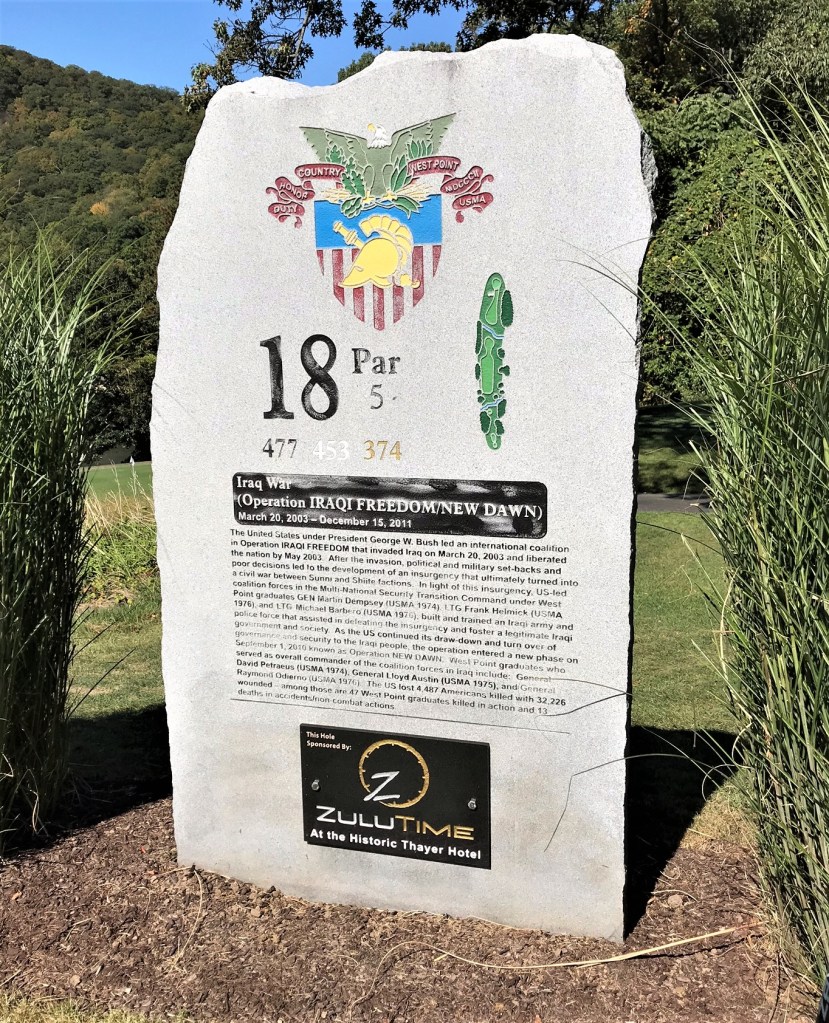 COUNTRY WEST POINT
HONOR MDCCCII
DUTY USMA
18 Par
5
477 453 374
Iraq War
(Operation IRAQI FREEDOM/NEW DAWN)
March 20, 2003 – December 15, 2011
The United States under President George W. Bush led an international coalition
in Operation IRAQI FREEDOM that invaded Iraq on March 20, 2003 and liberated
the nation by May 2003. After the invasion, political and military set-backs and
poor decisions led to the development of an insurgency that ultimately turned into
a civil war between Sunni and Shiite factions. In light of this insurgency, US-led
coalition forces in the Multi-National Security Transition Command under West
Point graduates GEN Martin Dempsey (USMA 1974), LTG Frank Helmick (USMA
1976), and LTG Michael Barbero (USMA 1976), built and trained an Iraqi army and
police force that assisted in defeating the insurgency and foster a legitimate Iraqi
government and society. As the US continued its draw-down and turn over of
governance and security to the Iraqi people, the operation entered a new phase on
September 1, 2010 known as Operation NEW DAWN. West Point graduates who
served as overall commander of the coalition forces in Iraq include: General
David Petraeus (USMA 1974), General Lloyd Austin (USMA 1975), and General
Raymond Odierno (USMA 1976). The US lost 4,487 Americans killed with 32,226
wounded – among those are 47 West Point graduates killed in action and 13
deaths in accidents/non-combat actions.
This Hole
Sponsored By:
Z
ZULUTIME
At the Historic Thayer Hotel